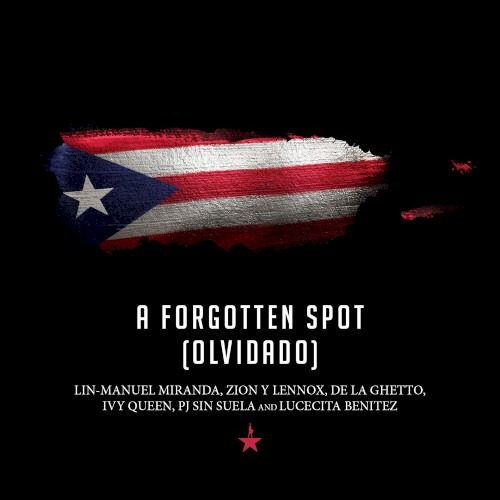 A FORGOTTEN SPOT
(OLVIDADO)
LIN-MANUEL MIRANDA, ZION Y LENNOX, DE LA GHETTO,
IVY QUEEN, PJ SIN SUELA AND LUCECITA BENITEZ